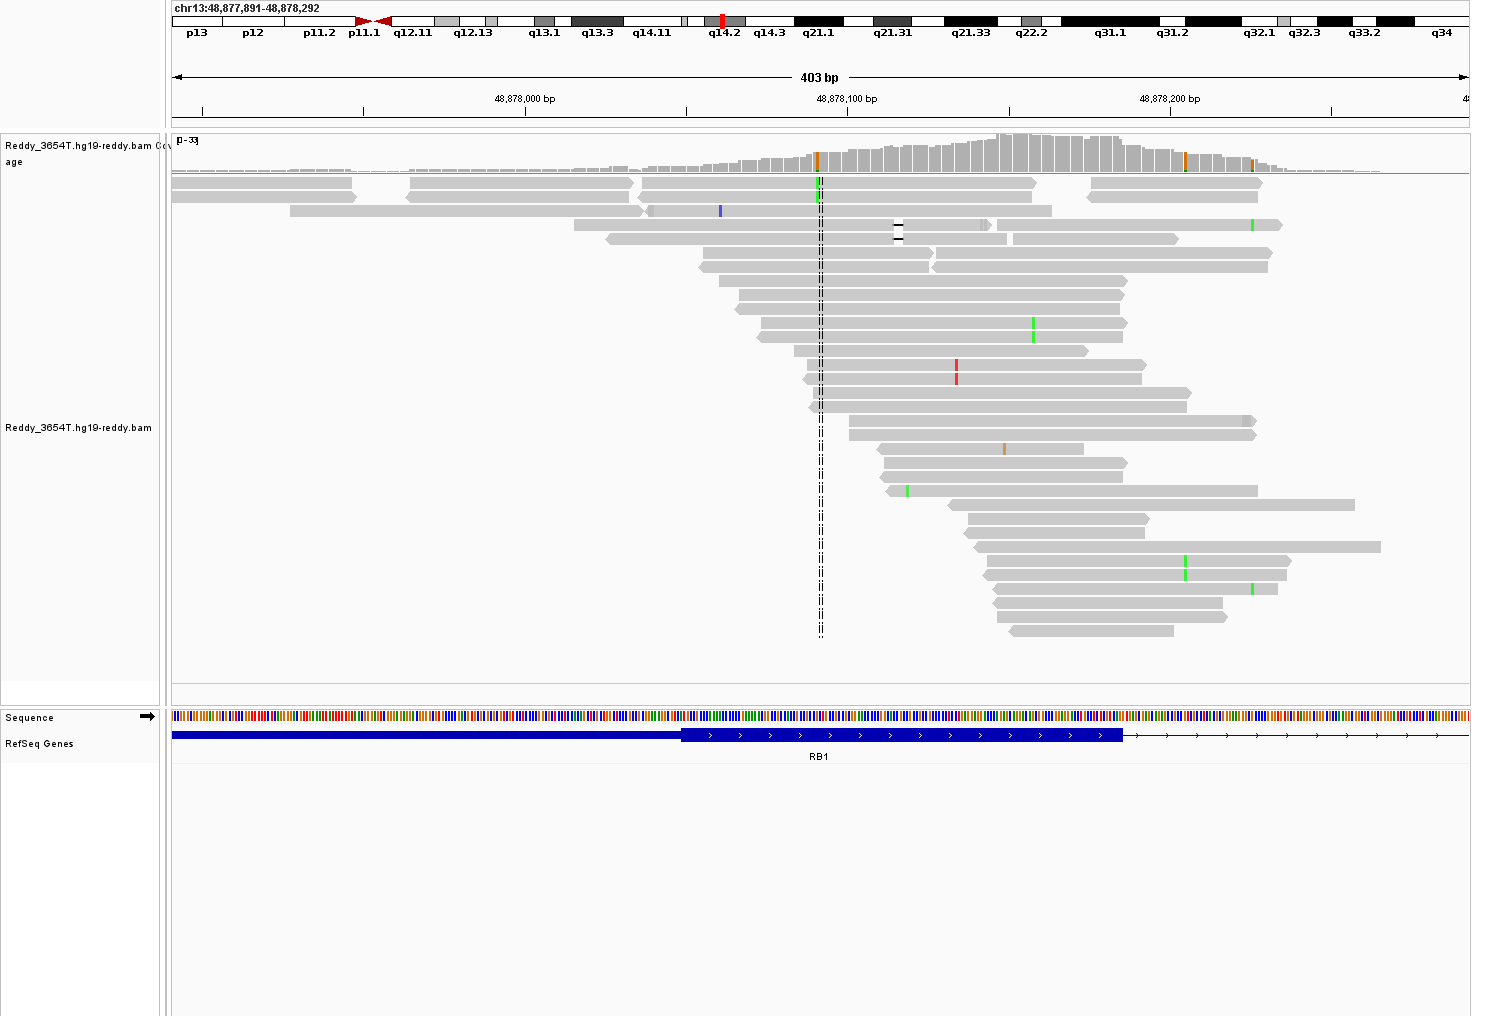 chr13:48,877,891-48,878,292
p13 p12 p11.2 p11.1 q12.11 q12.13 q13.1 q13.3 q14.11 q14.2 q14.3 q21.1 q21.31 q21.33 q22.2 q31.1 q31.2 q32.1 q32.3 q33.2 q34
403 bp
48,878,000 bp 48,878,100 bp 48,878,200 bp
Reddy_3654T.hg19-reddy.bam Cov
age
[0-33]
Reddy_3654T.hg19-reddy.bam
Sequence
RefSeq Genes
RB1